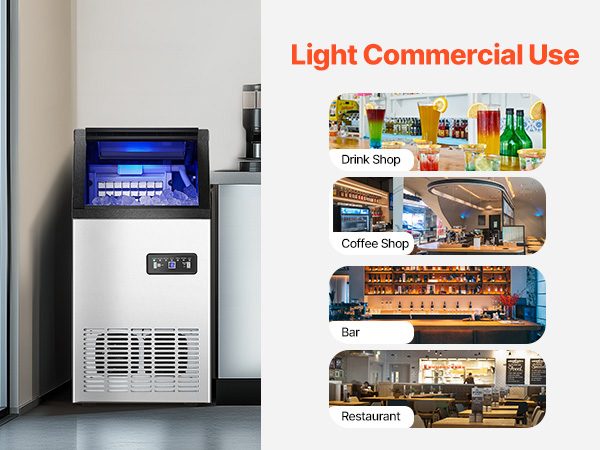 Light Commercial Use
Drink Shop
Coffee Shop
Bar
Restaurant